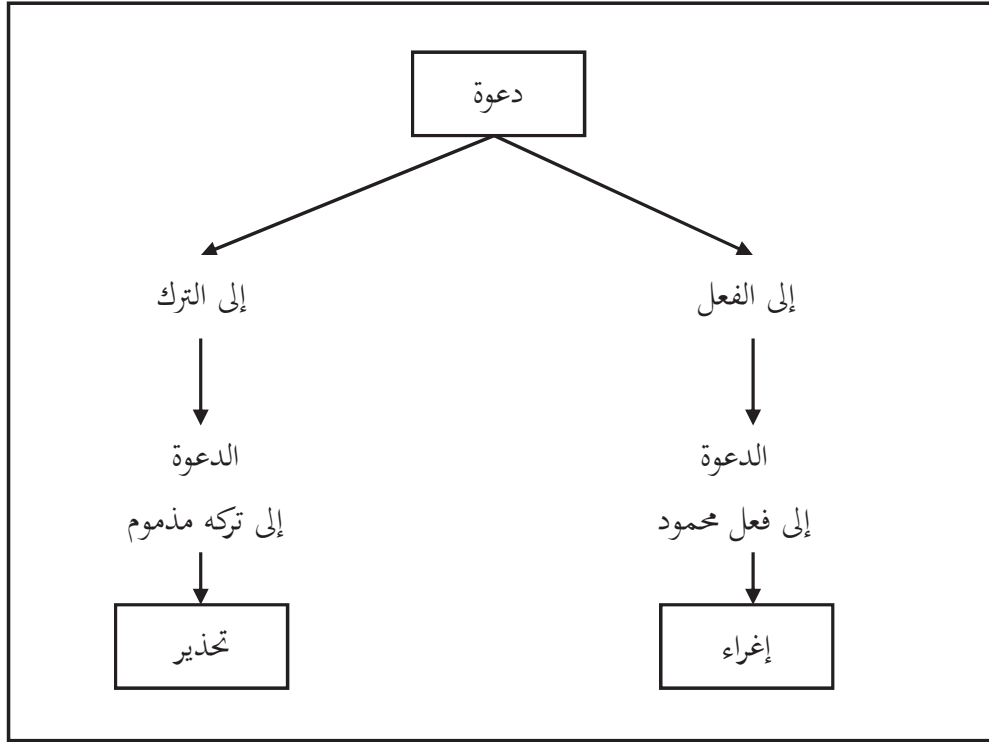 دعوة
إلى الفعل
إلى الترك
الدعوة
إلى فعل محمود
الدعوة
إلى تركه مذموم
إغراء
تحذير